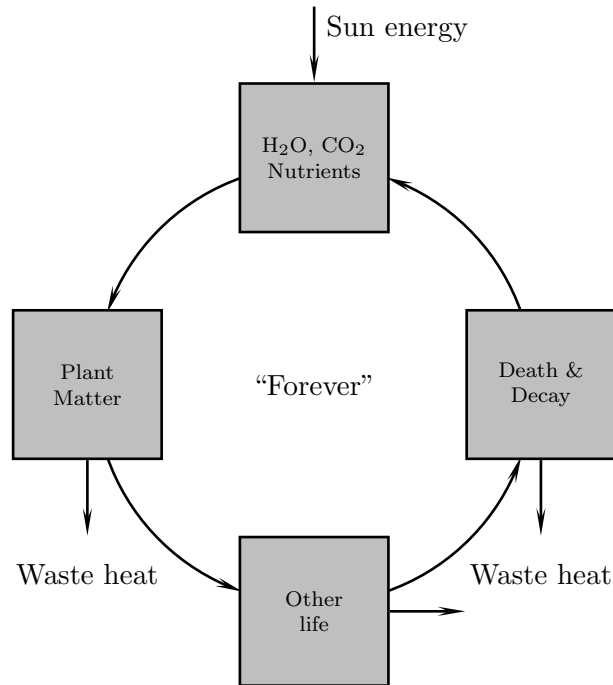 Sun energy
H₂O, CO₂
Nutrients
Plant
Matter
“Forever”
Death &
Decay
Waste heat
Other
life
Waste heat